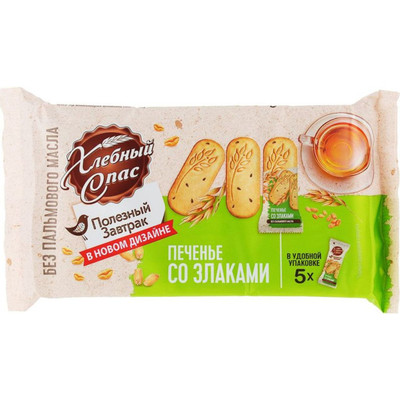 БЕЗ ПАЛЬМОВОГО МАСЛА
Хлебный
Спас
Полезный
Завтрак
В НОВОМ ДИЗАЙНЕ
ПЕЧЕНЬЕ
СО ЗЛАКАМИ
ПЕЧЕНЬЕ
СО ЗЛАКАМИ
В УДОБНОЙ
УПАКОВКЕ
5х